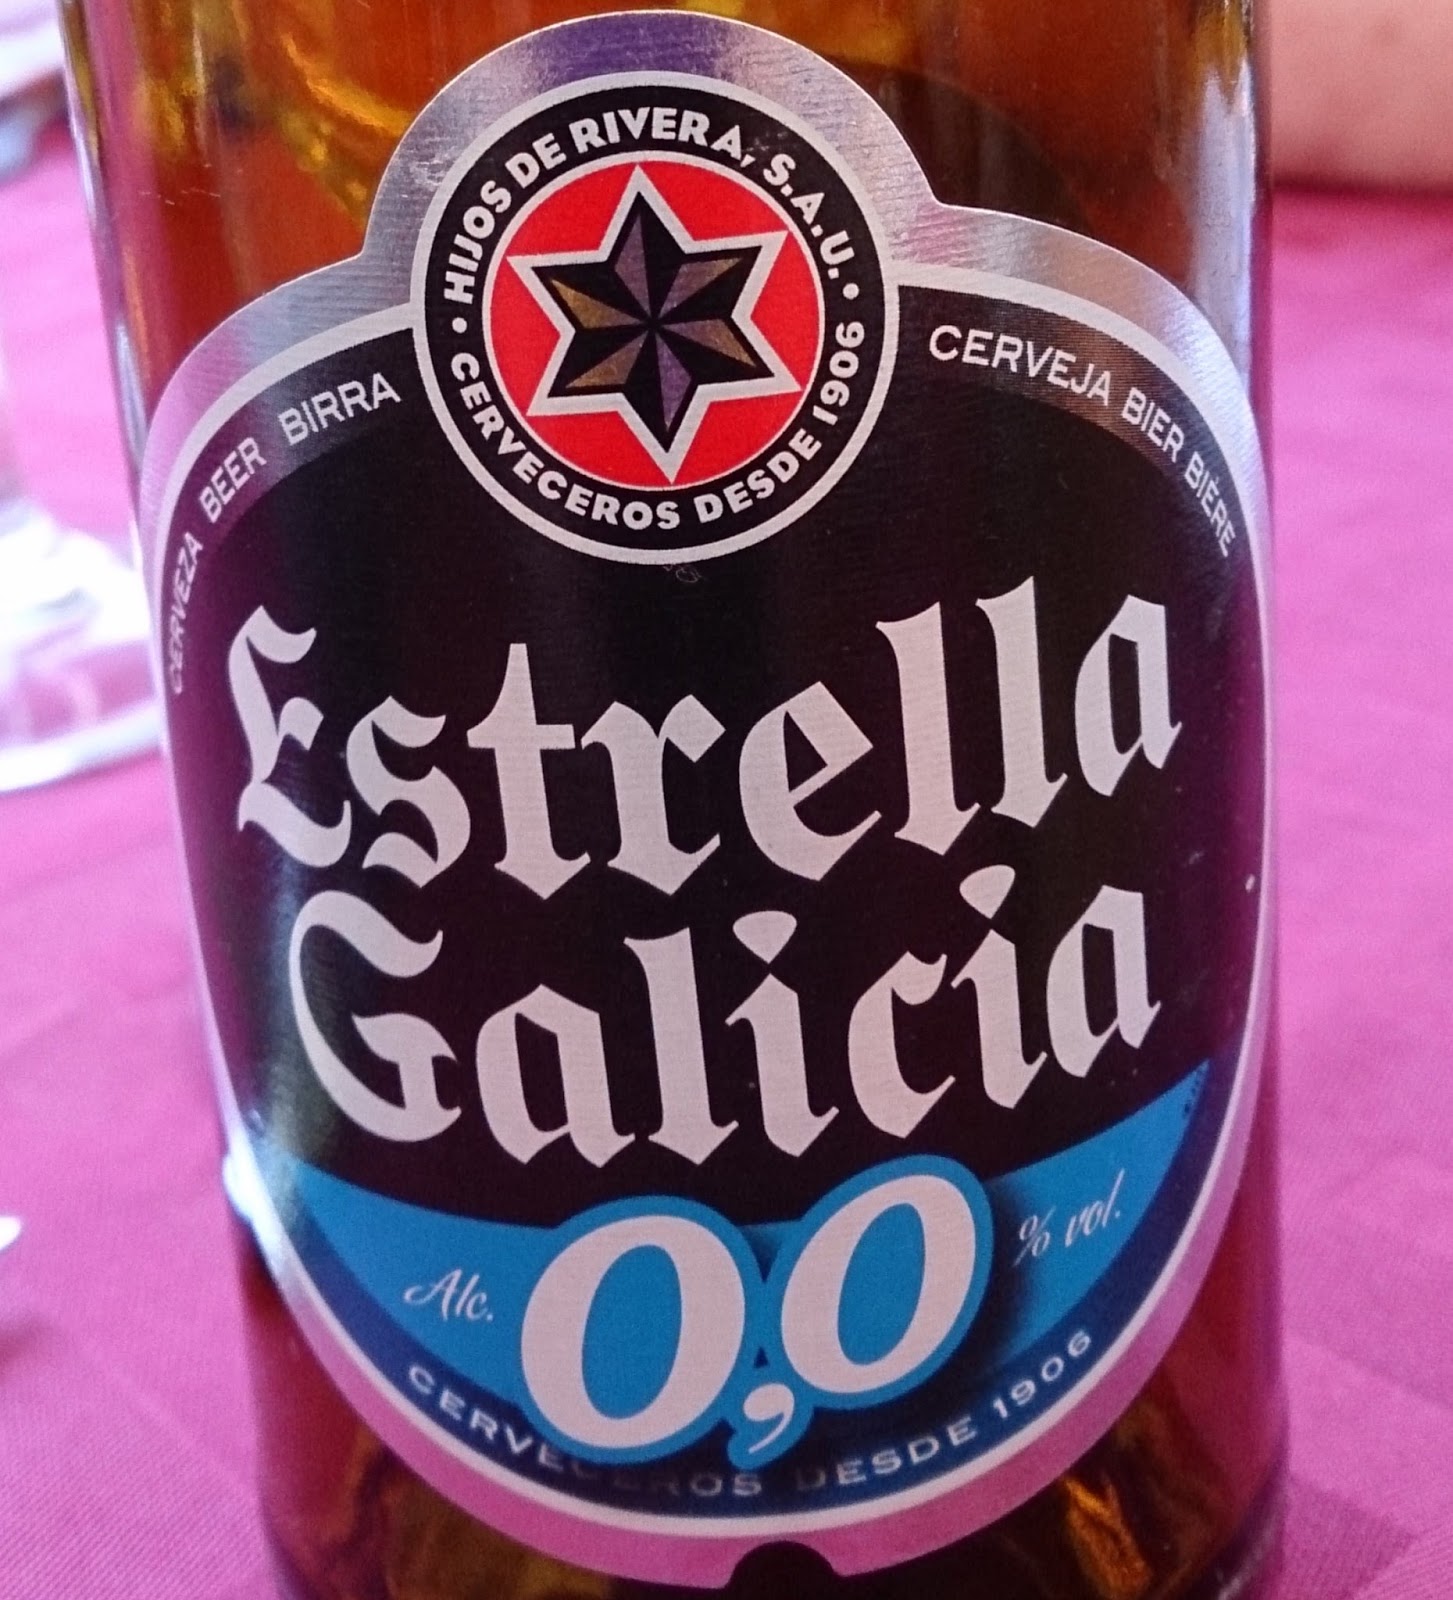 HIJOS DE RIVERA, S.A.U.
CERVECEROS DESDE 1906
CERVEZA BEER BIRRA
CERVEJA BIER BIÈRE
Estrella
Galicia
Alc. 0,0 % vol.
CERVECEROS DESDE 1906